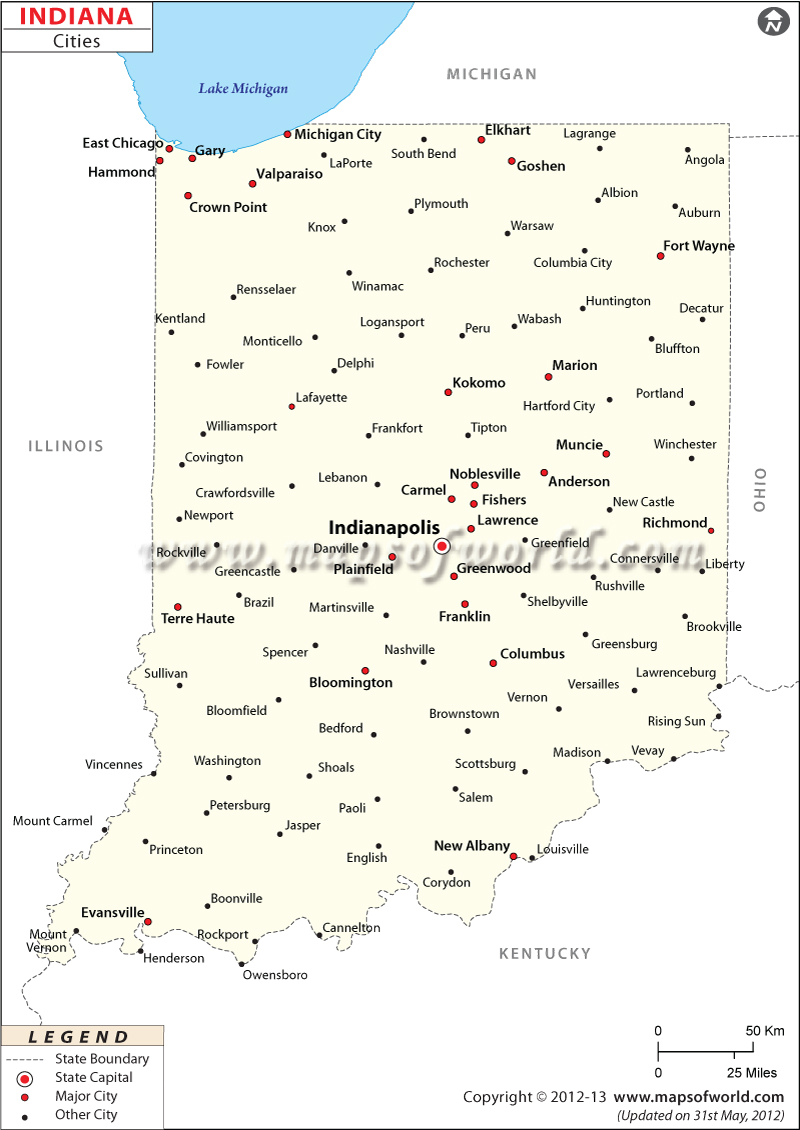 INDIANA
Cities
N
MICHIGAN
Lake Michigan
East Chicago
Michigan City
Elkhart
Lagrange
Gary
South Bend
Hammond
LaPorte
Goshen
Angola
Valparaiso
Crown Point
Plymouth
Albion
Auburn
Knox
Warsaw
Fort Wayne
Rochester
Columbia City
Rensselaer
Winamac
Huntington
Decatur
Kentland
Logansport
Wabash
Monticello
Peru
Bluffton
Fowler
Delphi
Marion
Kokomo
Lafayette
Hartford City
Portland
ILLINOIS
Williamsport
Frankfort
Tipton
Muncie
Winchester
Covington
Lebanon
Noblesville
Anderson
OHIO
Crawfordsville
Carmel
Fishers
New Castle
Newport
Indianapolis
Lawrence
Richmond
www.mapsofworld.com
Rockville
Danville
Greenfield
Connersville
Greencastle
Plainfield
Greenwood
Liberty
Rushville
Brazil
Martinsville
Shelbyville
Terre Haute
Franklin
Brookville
Spencer
Nashville
Columbus
Greensburg
Sullivan
Bloomington
Versailles
Lawrenceburg
Bloomfield
Vernon
Brownstown
Rising Sun
Bedford
Vincennes
Washington
Shoals
Scottsburg
Madison
Vevay
Petersburg
Paoli
Salem
Mount Carmel
Jasper
Princeton
English
New Albany
Louisville
Corydon
Boonville
Evansville
Mount
Vernon
Rockport
Cannelton
Henderson
KENTUCKY
Owensboro
LEGEND
State Boundary
State Capital
Major City
Other City
0 50 Km
0 25 Miles
Copyright © 2012-13 www.mapsofworld.com
(Updated on 31st May, 2012)